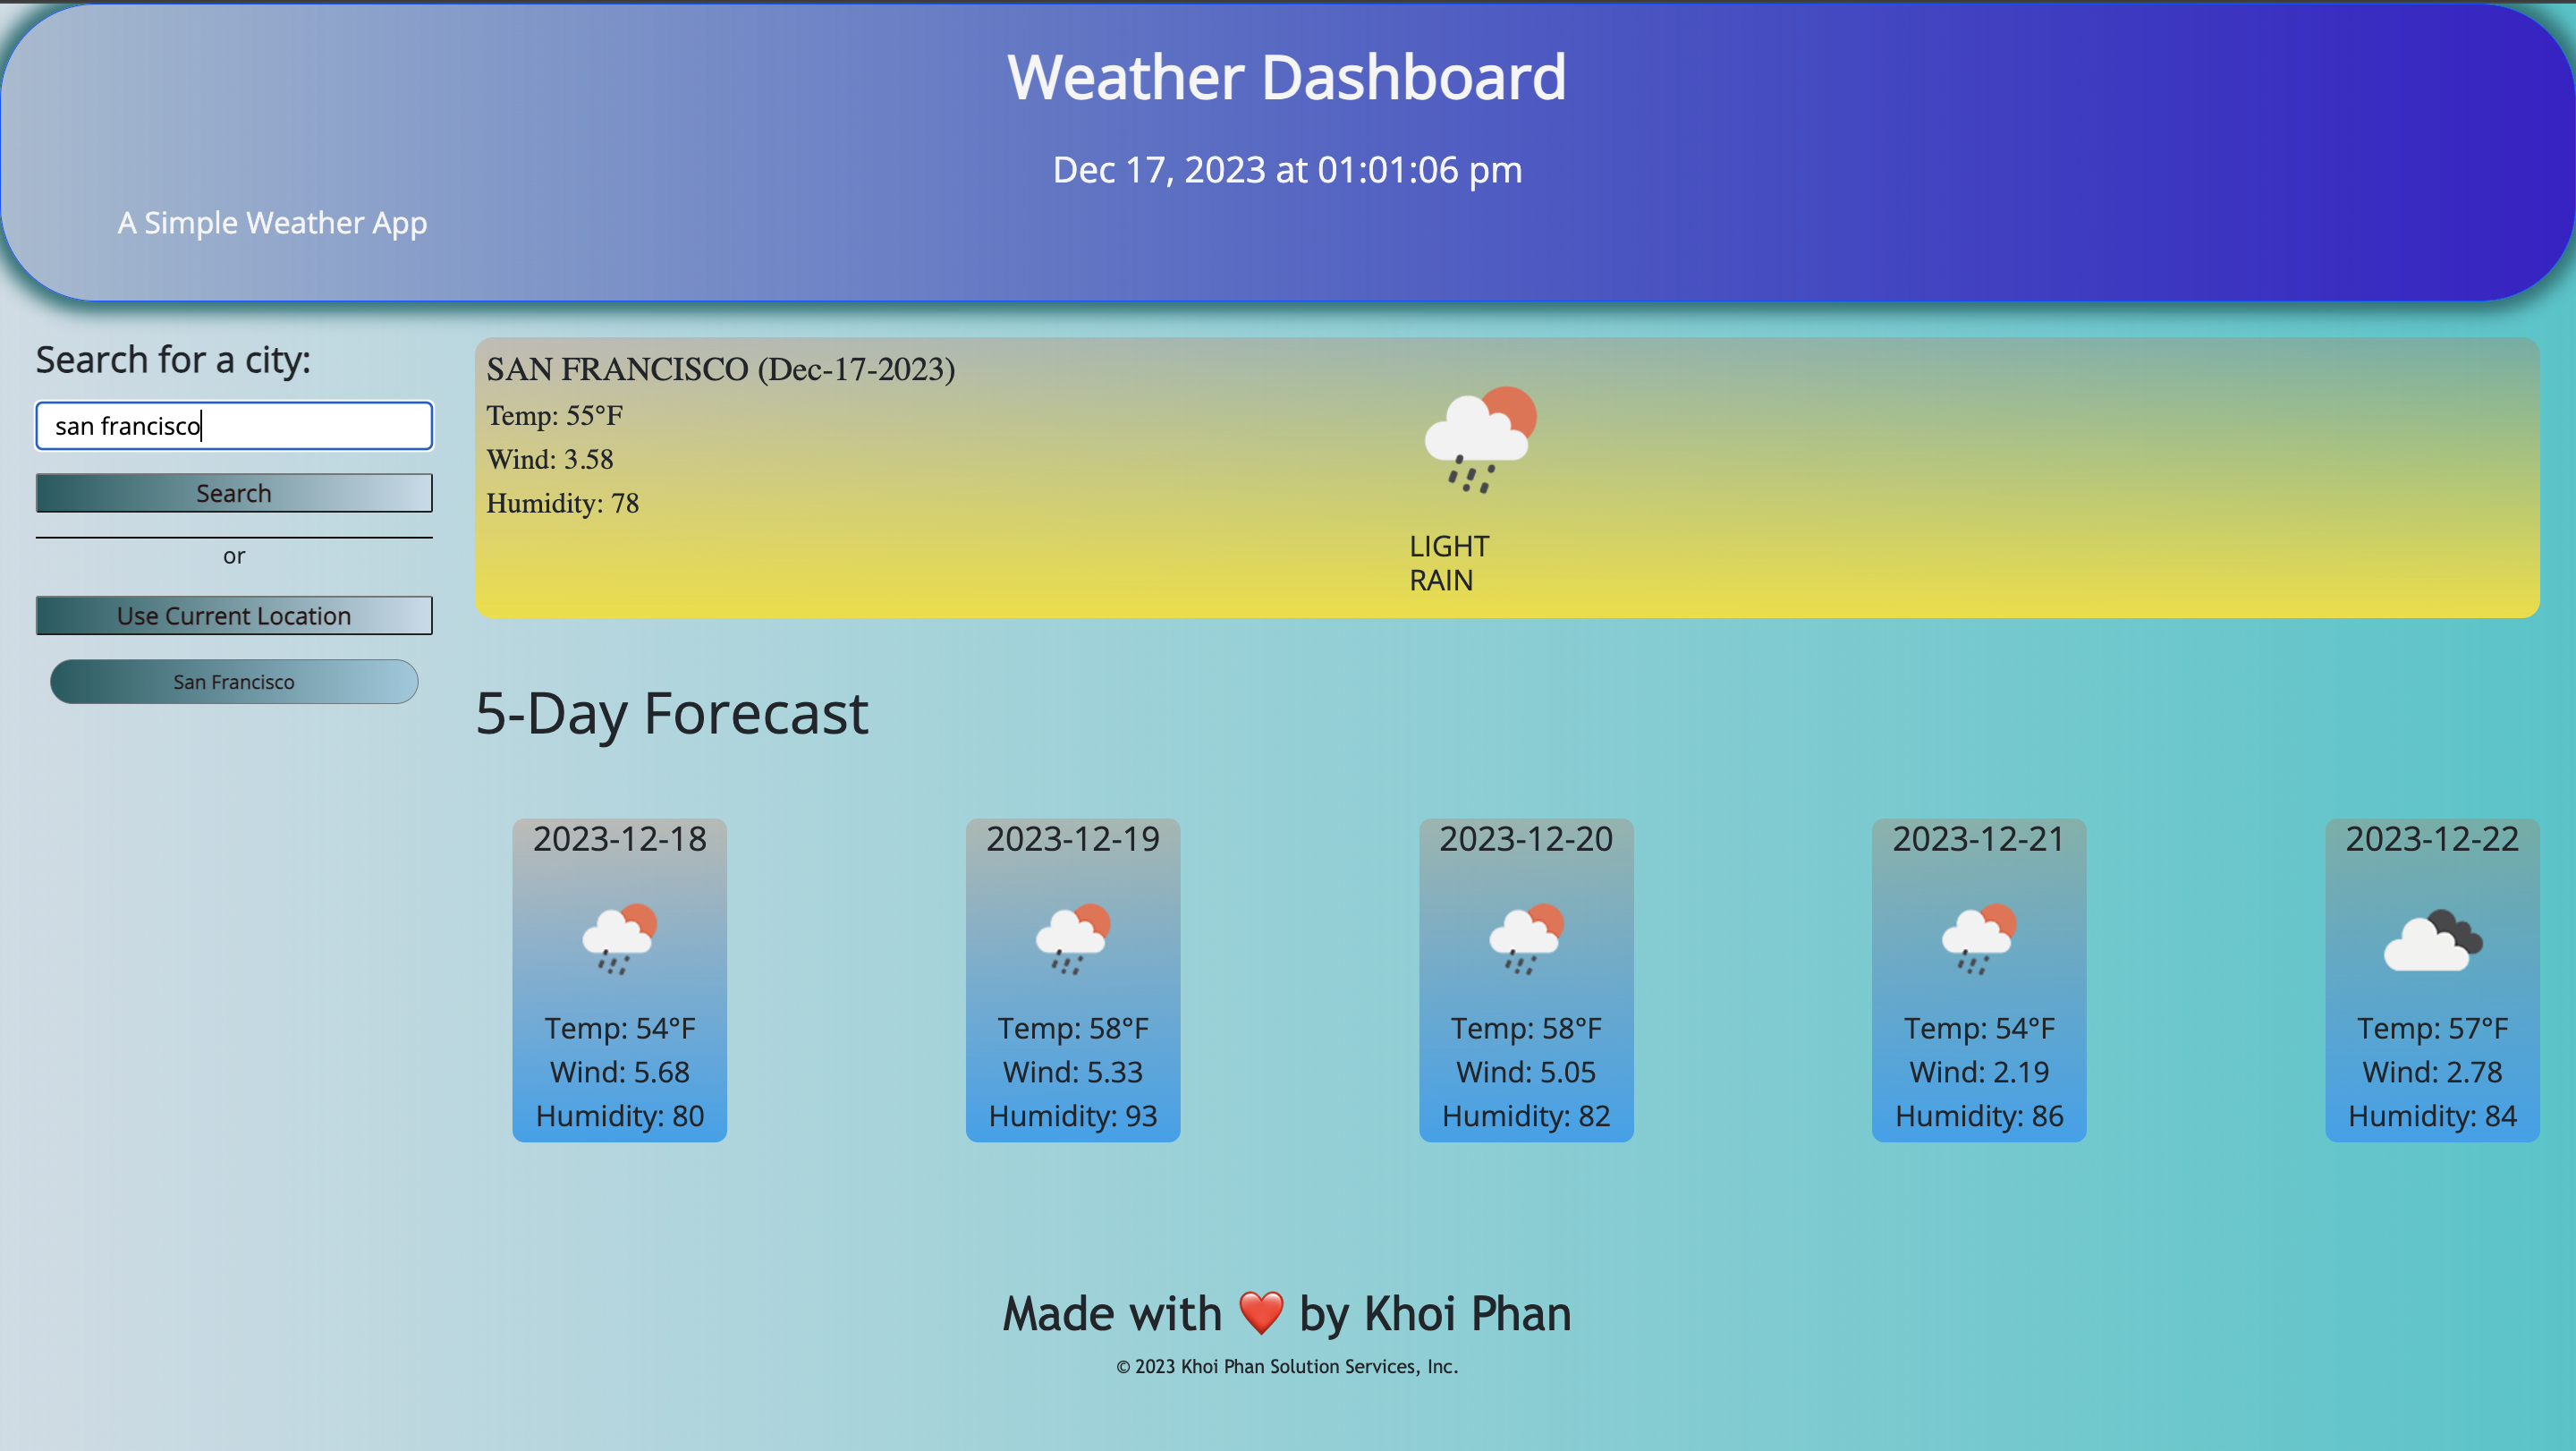 Weather Dashboard
Dec 17, 2023 at 01:01:06 pm
A Simple Weather App
Search for a city:
san francisco
Search
or
Use Current Location
San Francisco
SAN FRANCISCO (Dec-17-2023)
Temp: 55°F
Wind: 3.58
Humidity: 78
LIGHT
RAIN
5-Day Forecast
2023-12-18
Temp: 54°F
Wind: 5.68
Humidity: 80
2023-12-19
Temp: 58°F
Wind: 5.33
Humidity: 93
2023-12-20
Temp: 58°F
Wind: 5.05
Humidity: 82
2023-12-21
Temp: 54°F
Wind: 2.19
Humidity: 86
2023-12-22
Temp: 57°F
Wind: 2.78
Humidity: 84
Made with ❤️ by Khoi Phan
© 2023 Khoi Phan Solution Services, Inc.